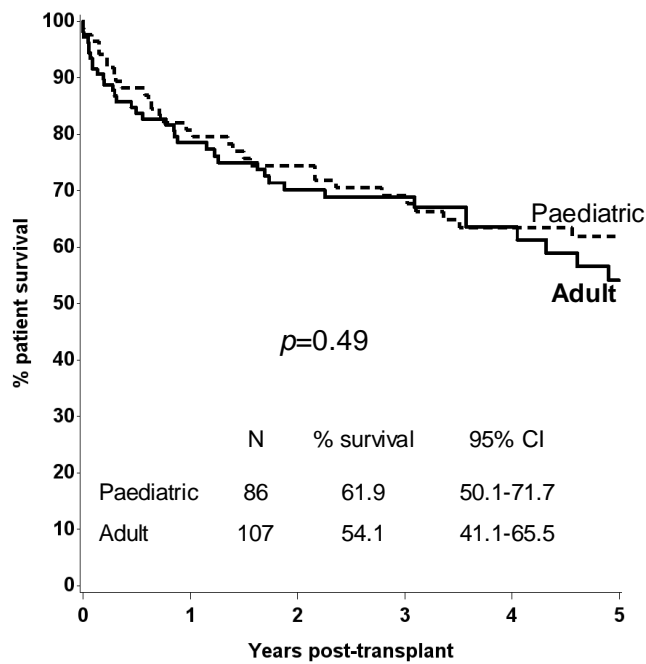 100
90
80
70
60
50
40
30
20
10
0
% patient survival
Paediatric
Adult
p=0.49
N % survival 95% CI
Paediatric 86 61.9 50.1-71.7
Adult 107 54.1 41.1-65.5
0 1 2 3 4 5
Years post-transplant